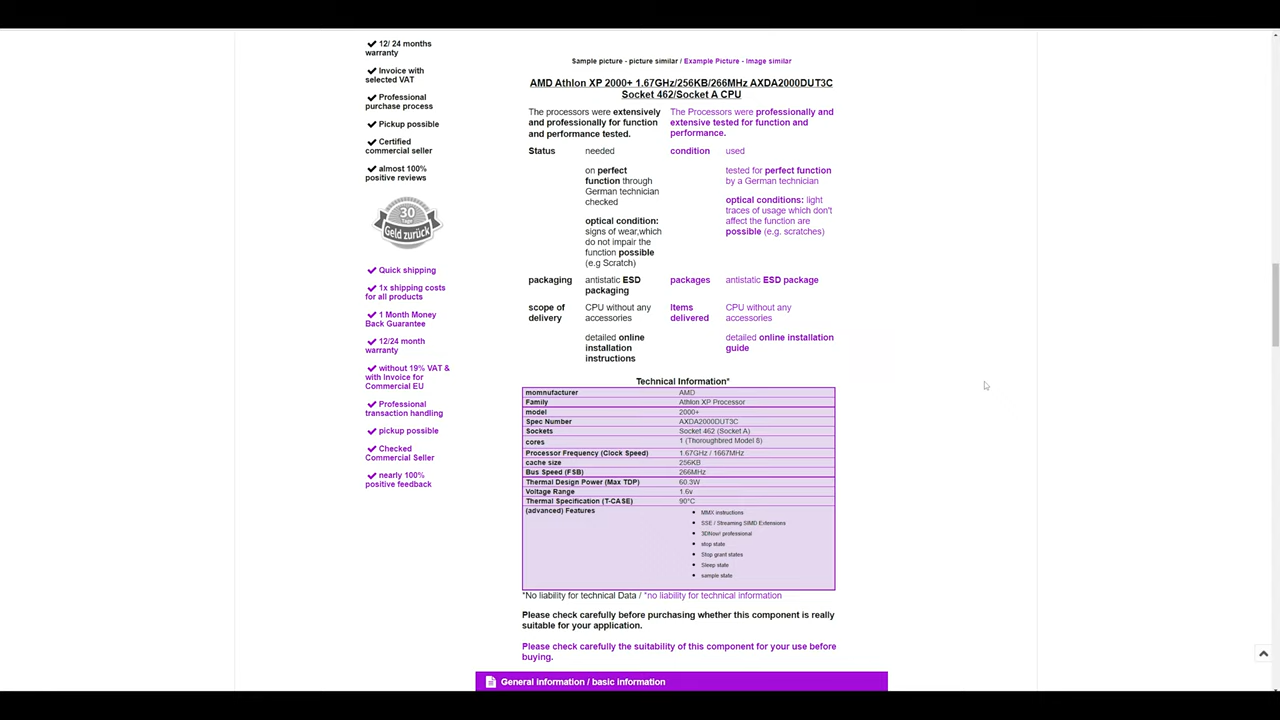 12/ 24 months
warranty
Invoice with
selected VAT
Professional
purchase process
Pickup possible
Certified
commercial seller
almost 100%
positive reviews
30
Tage
Geld zurück
Quick shipping
1x shipping costs
for all products
1 Month Money
Back Guarantee
12/24 month
warranty
without 19% VAT &
with Invoice for
Commercial EU
Professional
transaction handling
pickup possible
Checked
Commercial Seller
nearly 100%
positive feedback
Sample picture - picture similar / Example Picture - Image similar
AMD Athlon XP 2000+ 1.67GHz/256KB/266MHz AXDA2000DUT3C
Socket 462/Socket A CPU
The processors were extensively
and professionally for function
and performance tested.
The Processors were professionally and
extensive tested for function and
performance.
Status needed
on perfect
function through
German technician
checked
optical condition:
signs of wear,which
do not impair the
function possible
(e.g Scratch)
condition used
tested for perfect function
by a German technician
optical conditions: light
traces of usage which don't
affect the function are
possible (e.g. scratches)
packaging antistatic ESD
packaging
packages antistatic ESD package
scope of
delivery
CPU without any
accessories
detailed online
installation
instructions
Items
delivered
CPU without any
accessories
detailed online installation
guide
Technical Information*
momnufacturer AMD
Family Athlon XP Processor
model 2000+
Spec Number AXDA2000DUT3C
Sockets Socket 462 (Socket A)
cores 1 (Thoroughbred Model 8)
Processor Frequency (Clock Speed) 1.67GHz / 1667MHz
cache size 256KB
Bus Speed (FSB) 266MHz
Thermal Design Power (Max TDP) 60.3W
Voltage Range 1.6v
Thermal Specification (T-CASE) 90°C
(advanced) Features
MMX instructions
SSE / Streaming SIMD Extensions
3DNow! professional
stop state
Stop grant states
Sleep state
sample state
*No liability for technical Data / *no liability for technical information
Please check carefully before purchasing whether this component is really
suitable for your application.
Please check carefully the suitability of this component for your use before
buying.
General information / basic information